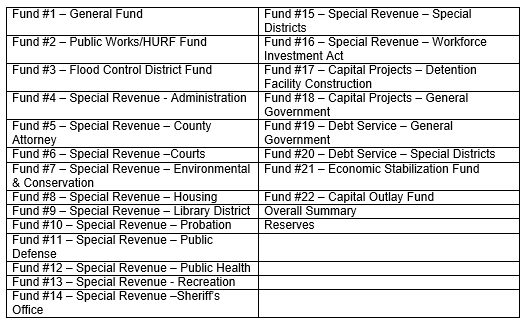 Fund #1 – General Fund
Fund #2 – Public Works/HURF Fund
Fund #3 – Flood Control District Fund
Fund #4 – Special Revenue - Administration
Fund #5 – Special Revenue – County
Attorney
Fund #6 – Special Revenue –Courts
Fund #7 – Special Revenue – Environmental
& Conservation
Fund #8 – Special Revenue – Housing
Fund #9 – Special Revenue – Library District
Fund #10 – Special Revenue – Probation
Fund #11 – Special Revenue – Public
Defense
Fund #12 – Special Revenue – Public Health
Fund #13 – Special Revenue - Recreation
Fund #14 – Special Revenue –Sheriff's
Office
Fund #15 – Special Revenue – Special
Districts
Fund #16 – Special Revenue – Workforce
Investment Act
Fund #17 – Capital Projects – Detention
Facility Construction
Fund #18 – Capital Projects – General
Government
Fund #19 – Debt Service – General
Government
Fund #20 – Debt Service – Special Districts
Fund #21 – Economic Stabilization Fund
Fund #22 – Capital Outlay Fund
Overall Summary
Reserves